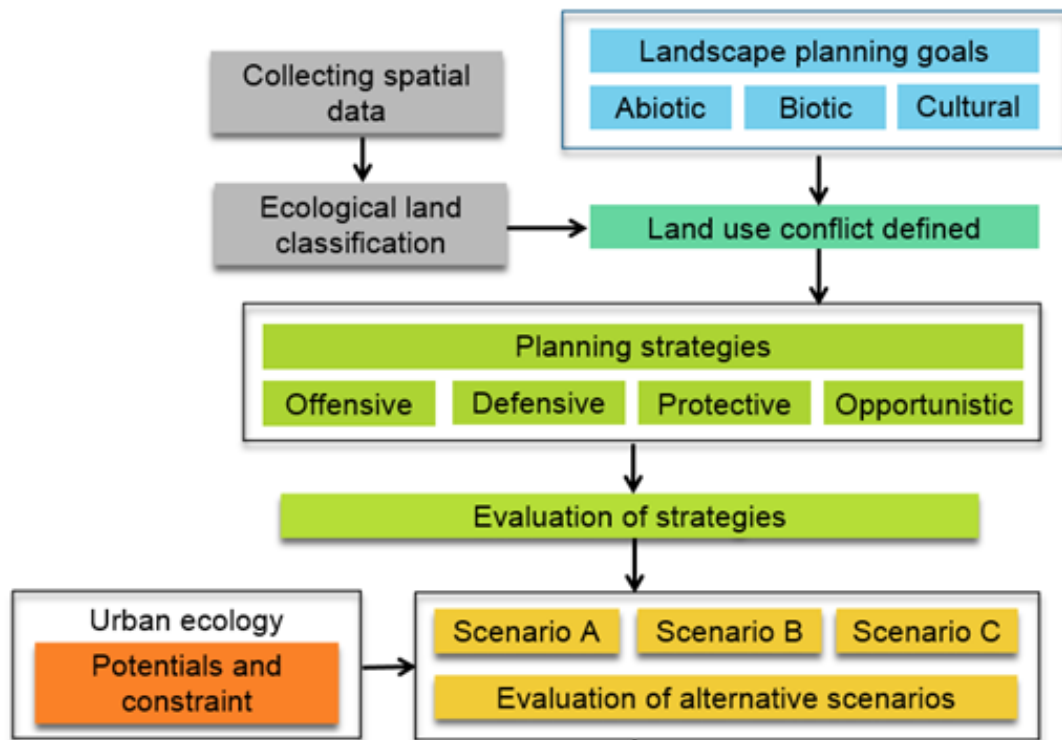 Landscape planning goals
Collecting spatial
data
Abiotic
Biotic
Cultural
Ecological land
classification
Land use conflict defined
Planning strategies
Offensive
Defensive
Protective
Opportunistic
Evaluation of strategies
Urban ecology
Potentials and
constraint
Scenario A
Scenario B
Scenario C
Evaluation of alternative scenarios